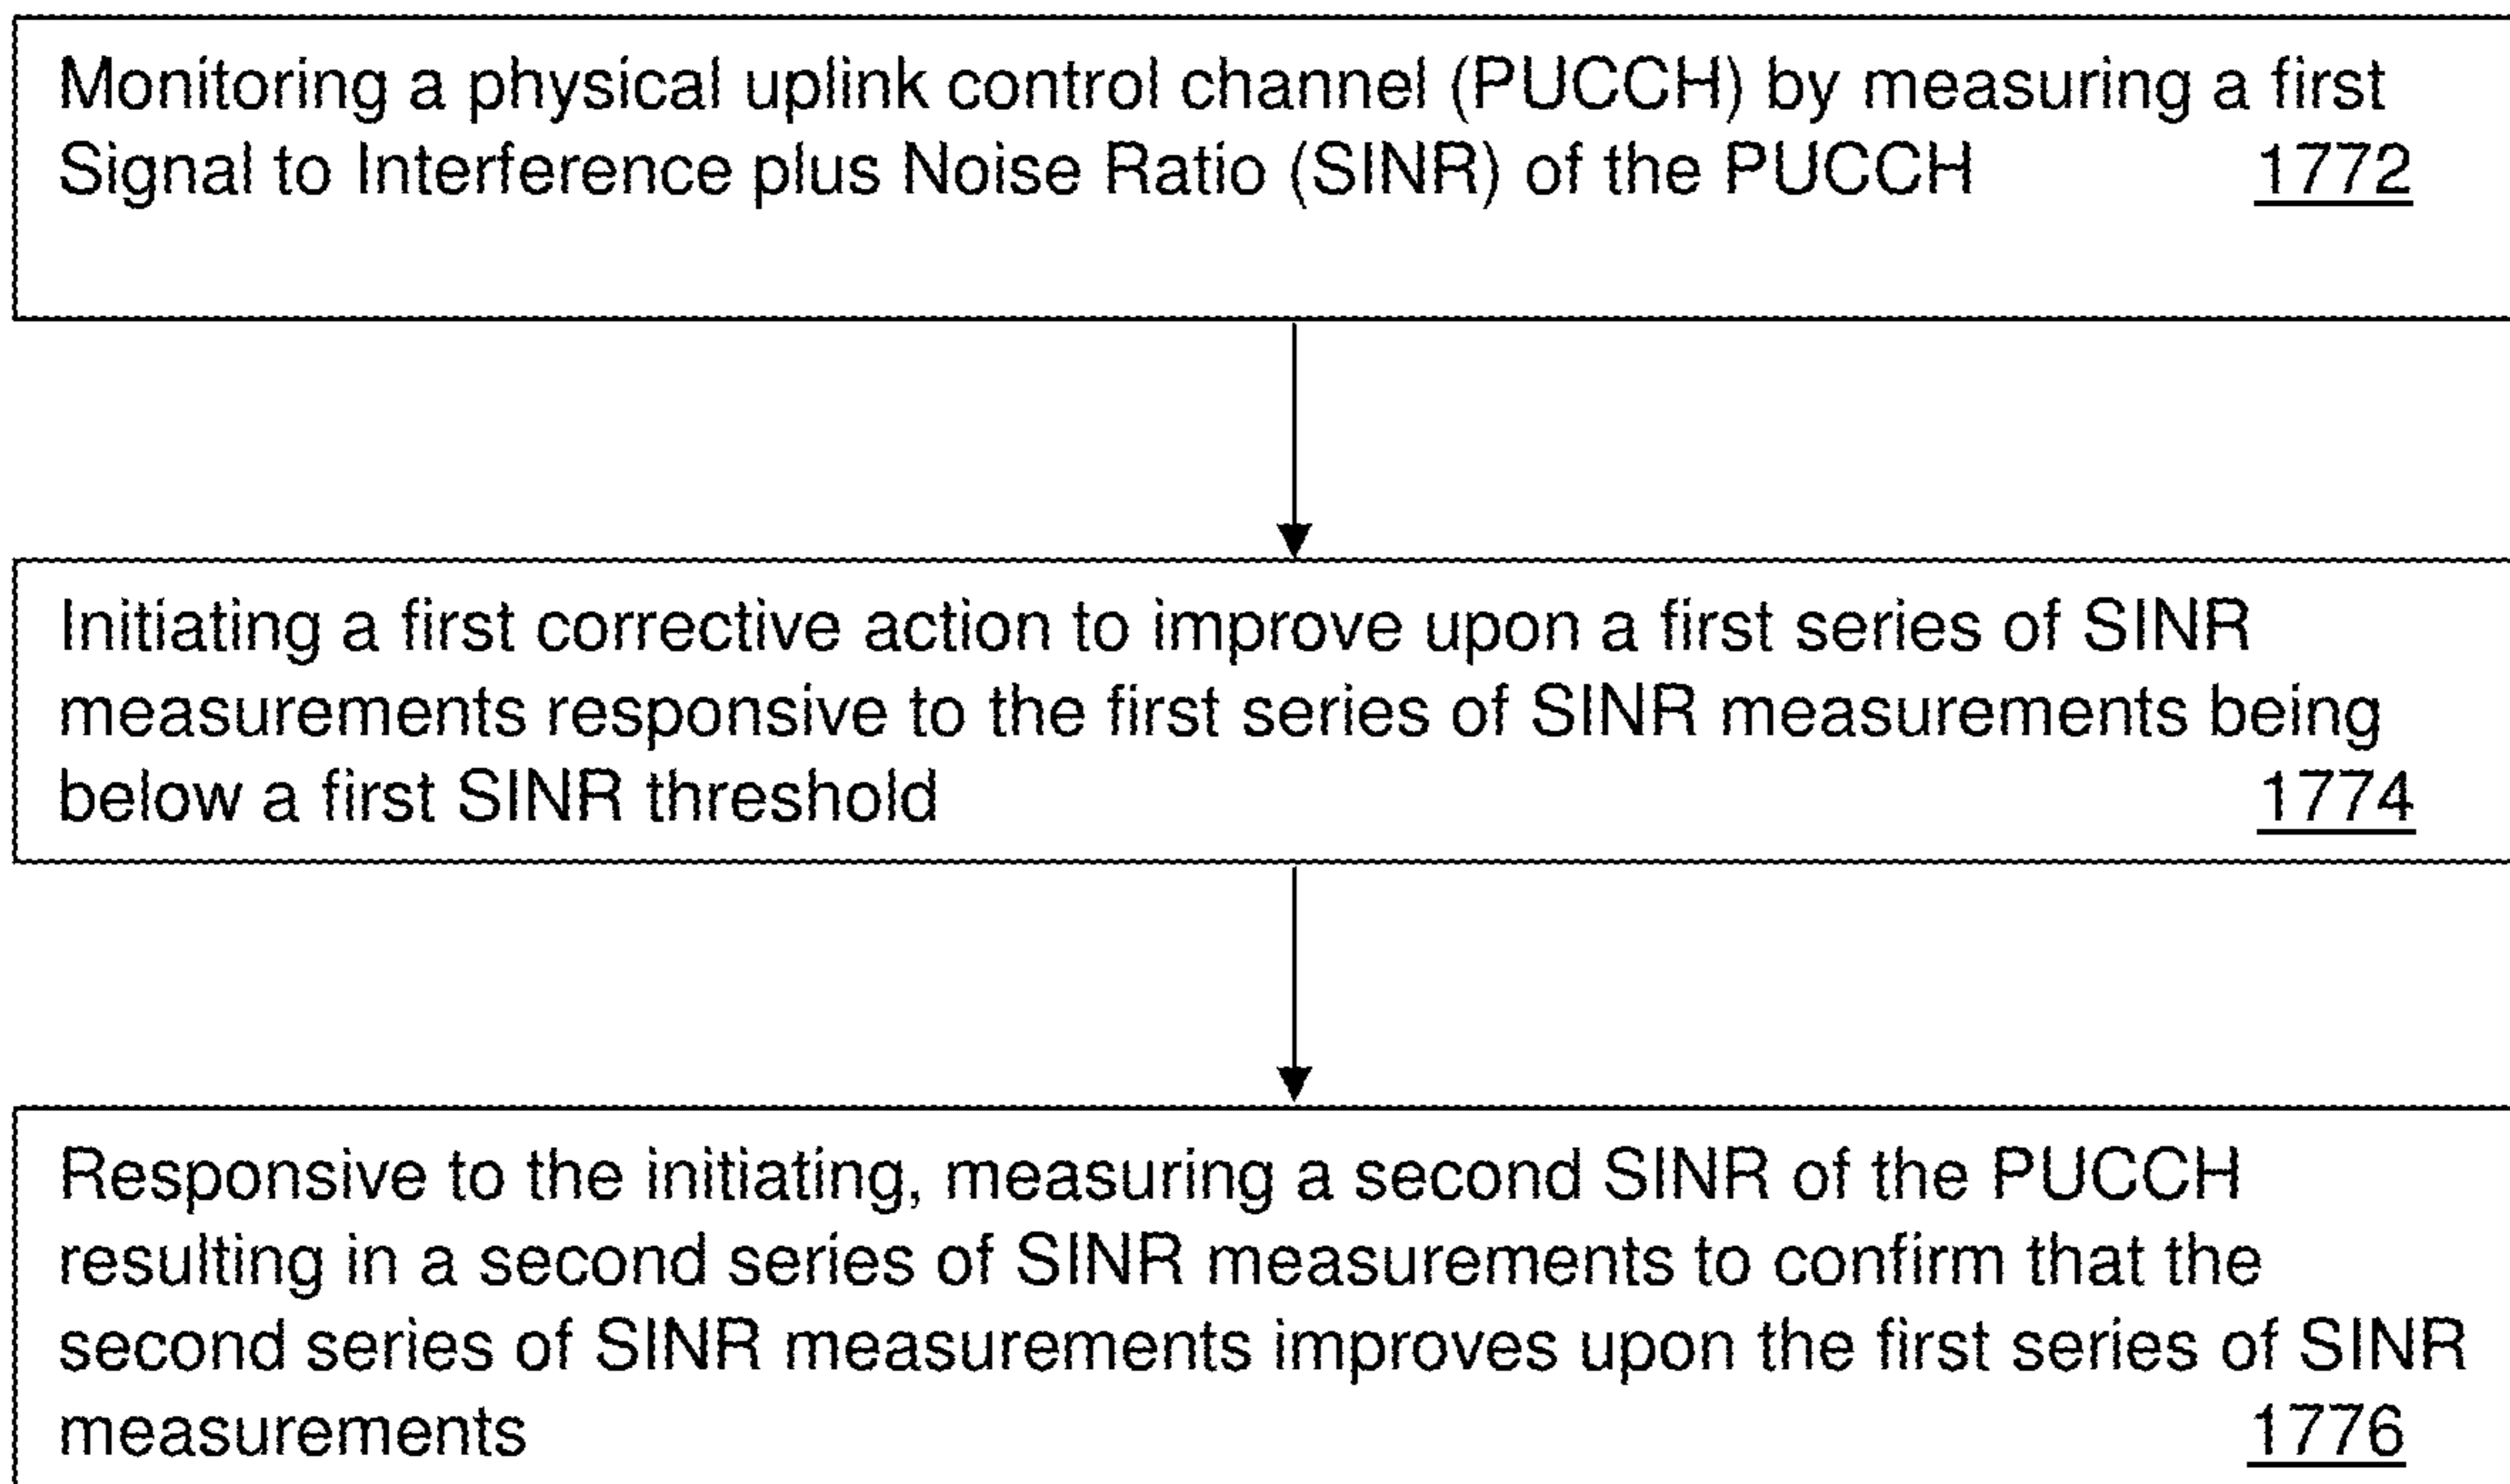 Monitoring a physical uplink control channel (PUCCH) by measuring a first
Signal to Interference plus Noise Ratio (SINR) of the PUCCH 1772
Initiating a first corrective action to improve upon a first series of SINR
measurements responsive to the first series of SINR measurements being
below a first SINR threshold 1774
Responsive to the initiating, measuring a second SINR of the PUCCH
resulting in a second series of SINR measurements to confirm that the
second series of SINR measurements improves upon the first series of SINR
measurements 1776